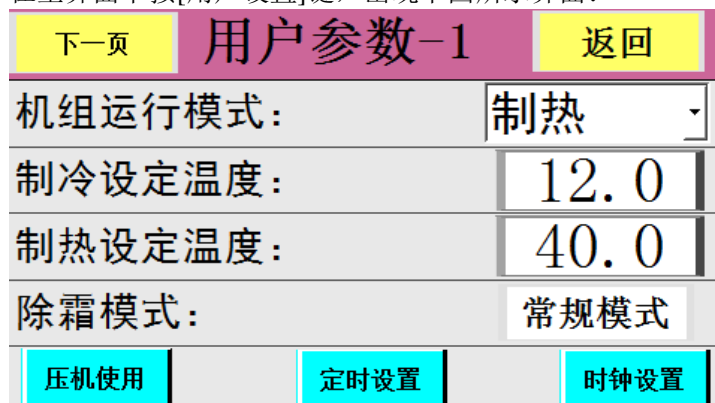 下一页
用户参数-1
返回
机组运行模式：
制热
制冷设定温度：
12.0
制热设定温度：
40.0
除霜模式：
常规模式
压机使用
定时设置
时钟设置